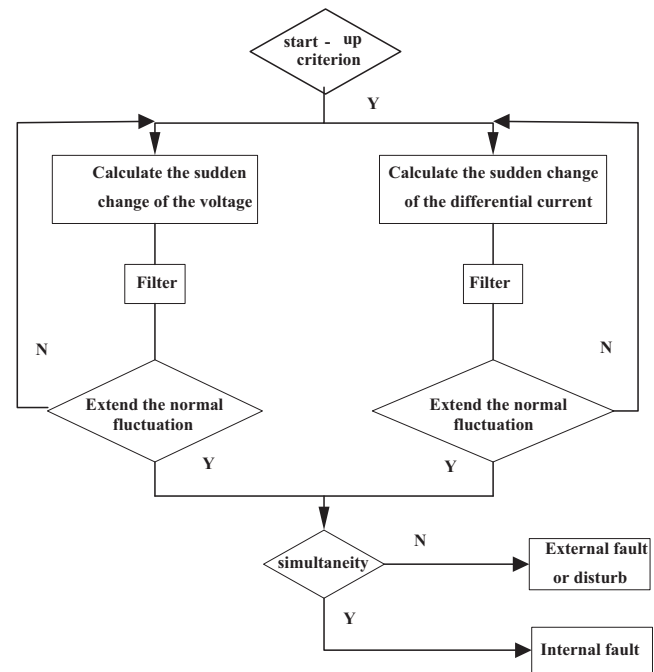 start - up
criterion
Y
Calculate the sudden
change of the voltage
Calculate the sudden change
of the differential current
Filter
Filter
N
N
Extend the normal
fluctuation
Extend the normal
fluctuation
Y
Y
simultaneity
N
External fault
or disturb
Y
Internal fault